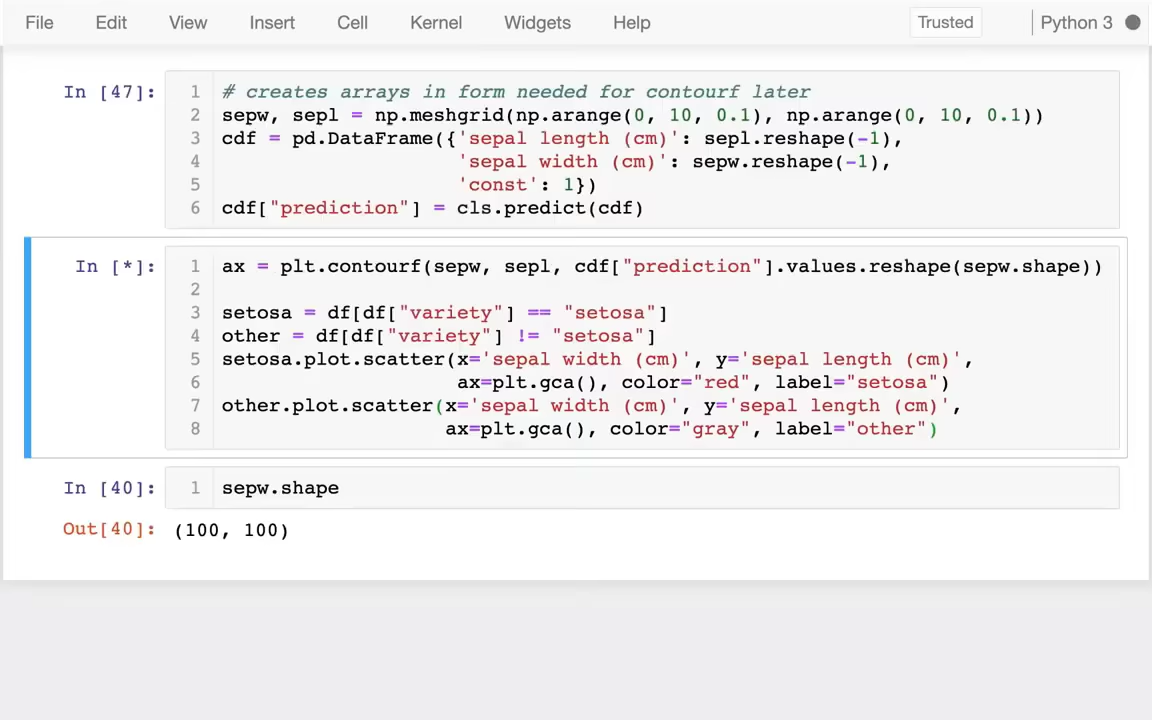 File Edit View Insert Cell Kernel Widgets Help Trusted Python 3
In [47]:
1 # creates arrays in form needed for contourf later
2 sepw, sepl = np.meshgrid(np.arange(0, 10, 0.1), np.arange(0, 10, 0.1))
3 cdf = pd.DataFrame({'sepal length (cm)': sepl.reshape(-1),
4                     'sepal width (cm)': sepw.reshape(-1),
5                     'const': 1})
6 cdf["prediction"] = cls.predict(cdf)
In [*]:
1 ax = plt.contourf(sepw, sepl, cdf["prediction"].values.reshape(sepw.shape))
2
3 setosa = df[df["variety"] == "setosa"]
4 other = df[df["variety"] != "setosa"]
5 setosa.plot.scatter(x='sepal width (cm)', y='sepal length (cm)',
6                     ax=plt.gca(), color="red", label="setosa")
7 other.plot.scatter(x='sepal width (cm)', y='sepal length (cm)',
8                    ax=plt.gca(), color="gray", label="other")
In [40]:
1 sepw.shape
Out[40]: (100, 100)